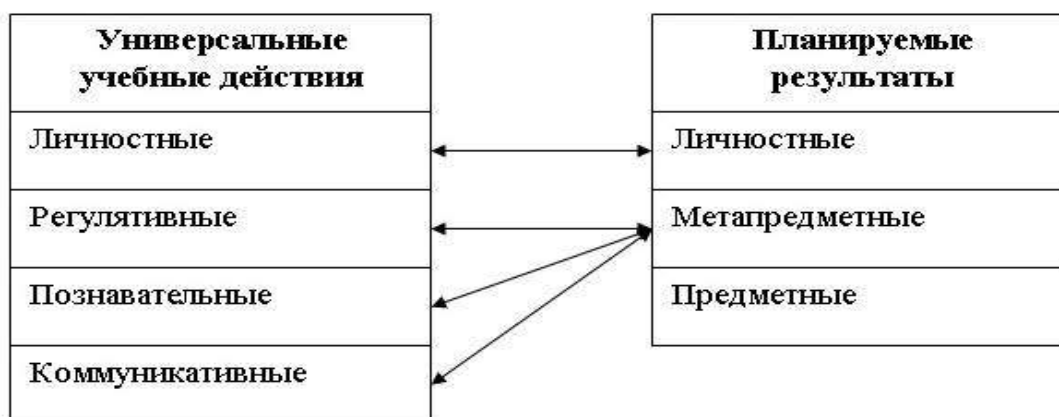 Универсальные
учебные действия
Личностные
Регулятивные
Познавательные
Коммуникативные
Планируемые
результаты
Личностные
Метапредметные
Предметные